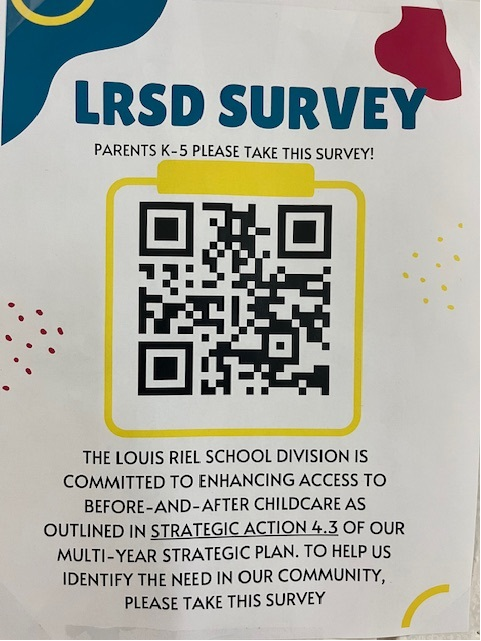 LRSD SURVEY
PARENTS K-5 PLEASE TAKE THIS SURVEY!
THE LOUIS RIEL SCHOOL DIVISION IS
COMMITTED TO ENHANCING ACCESS TO
BEFORE-AND-AFTER CHILDCARE AS
OUTLINED IN STRATEGIC ACTION 4.3 OF OUR
MULTI-YEAR STRATEGIC PLAN. TO HELP US
IDENTIFY THE NEED IN OUR COMMUNITY,
PLEASE TAKE THIS SURVEY